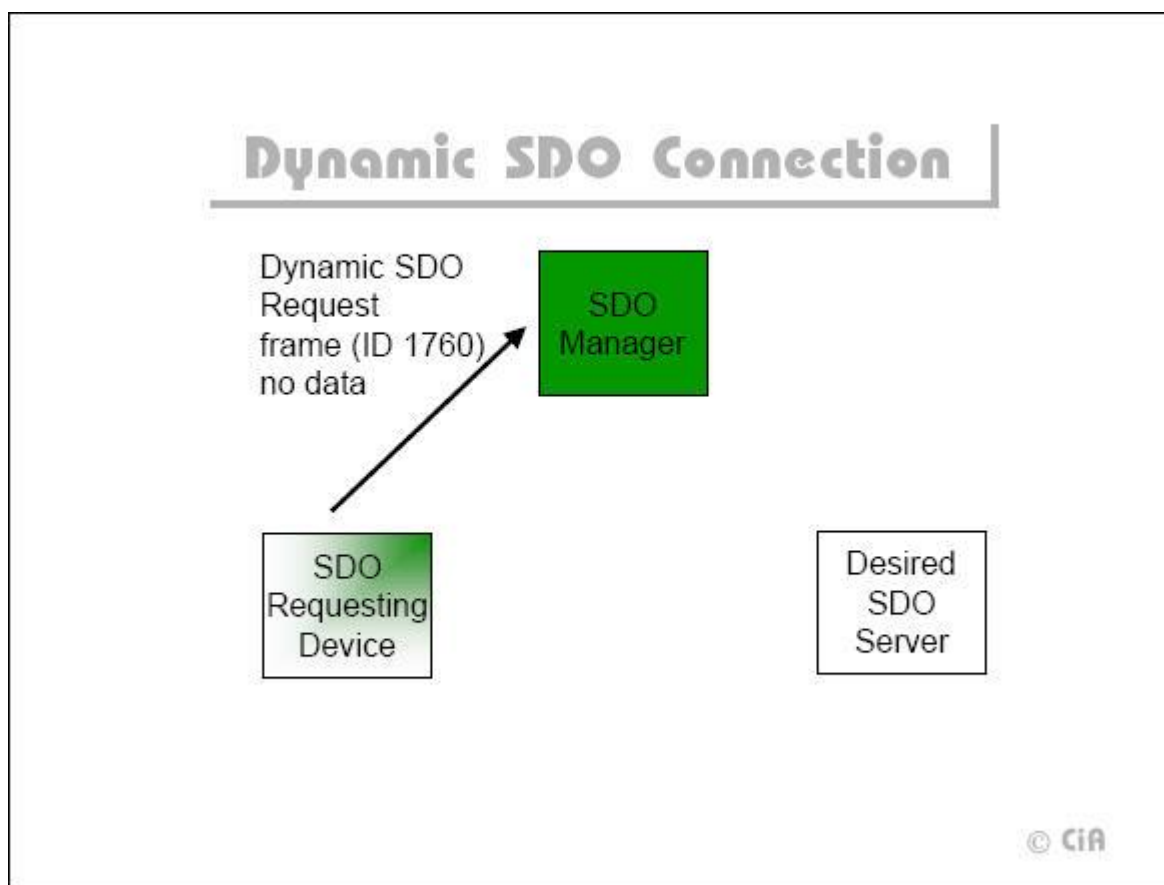 Dynamic SDO Connection
Dynamic SDO
Request
frame (ID 1760)
no data
SDO
Manager
SDO
Requesting
Device
Desired
SDO
Server
© CiA